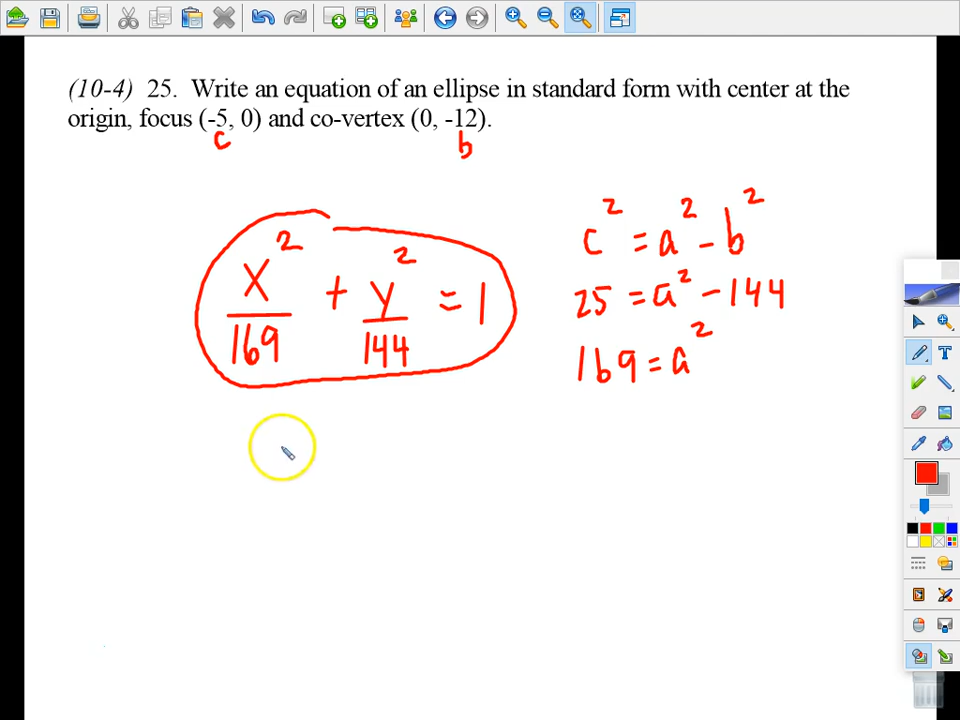 (10-4) 25. Write an equation of an ellipse in standard form with center at the
origin, focus (-5, 0) and co-vertex (0, -12).
c b
x² / 169 + y² / 144 = 1
c² = a² - b²
25 = a² - 144
169 = a²
T